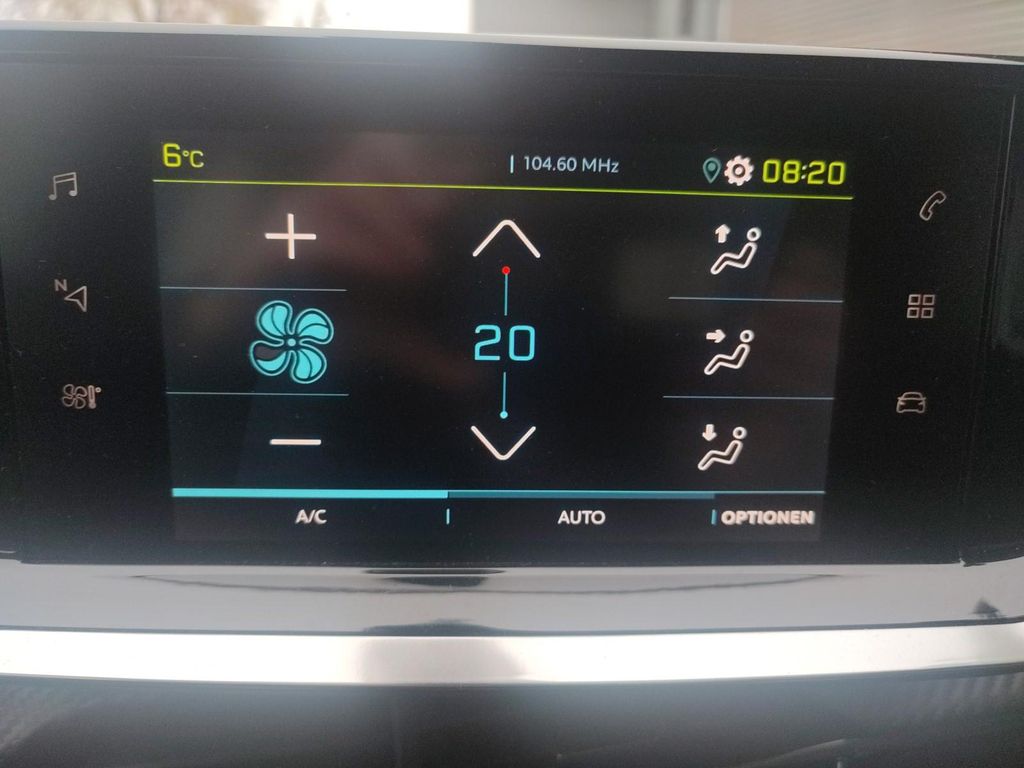 6°C
| 104.60 MHz
08:20
N
20
A/C
AUTO
OPTIONEN